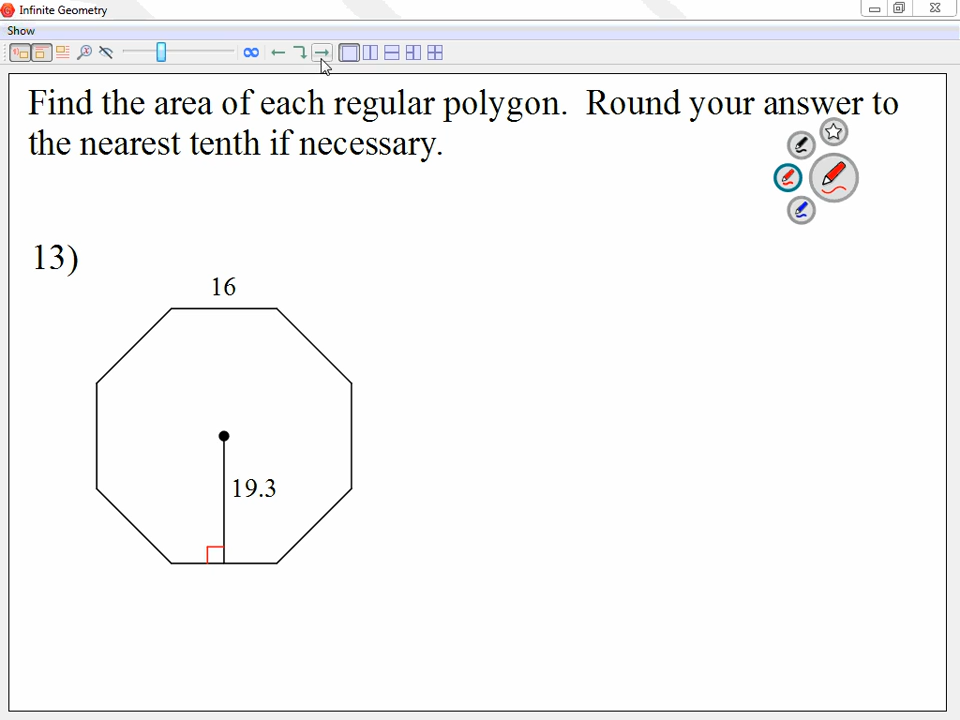 Infinite Geometry
Show
Find the area of each regular polygon. Round your answer to
the nearest tenth if necessary.
13)
16
19.3